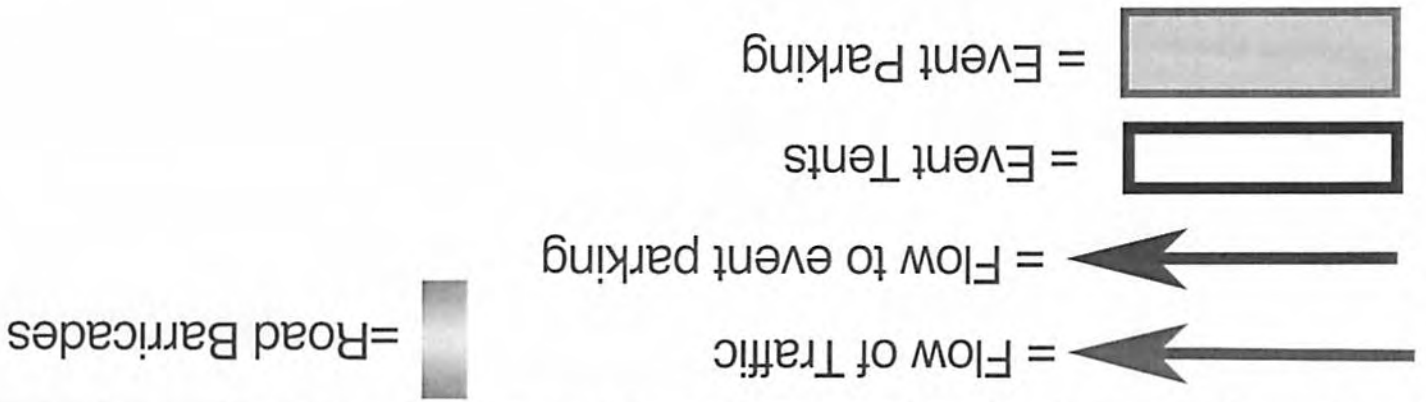 = Flow of Traffic
= Flow to event parking
= Event Tents
= Event Parking
=Road Barricades